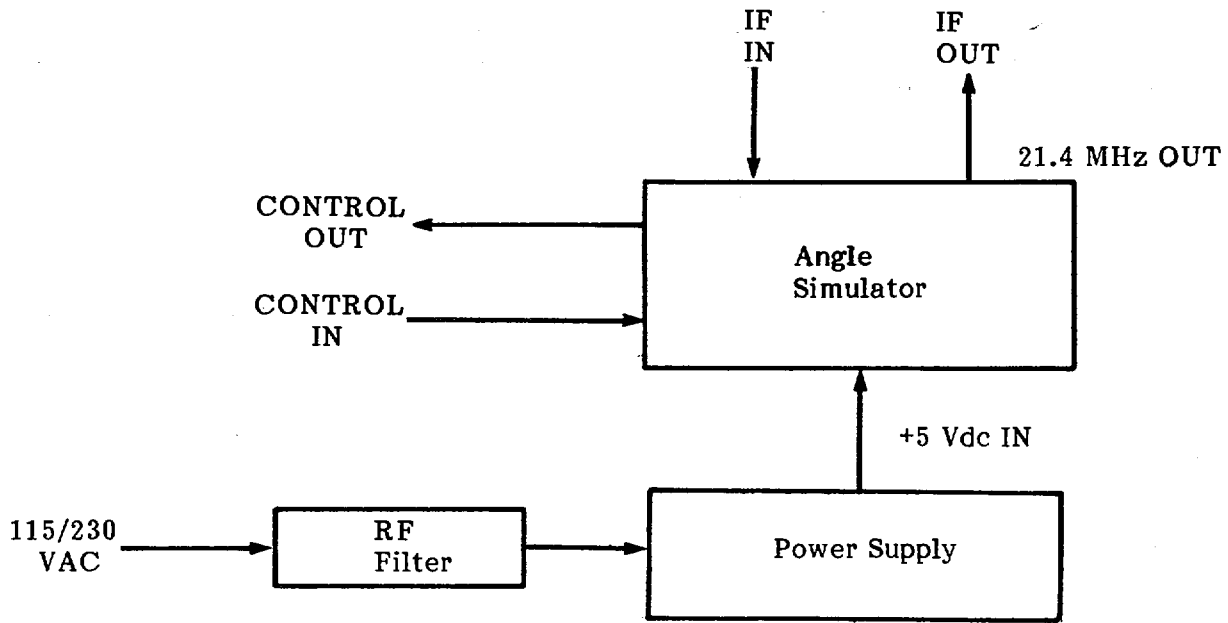 IF
IN
IF
OUT
21.4 MHz OUT
CONTROL
OUT
Angle
Simulator
CONTROL
IN
+5 Vdc IN
115/230
VAC
RF
Filter
Power Supply